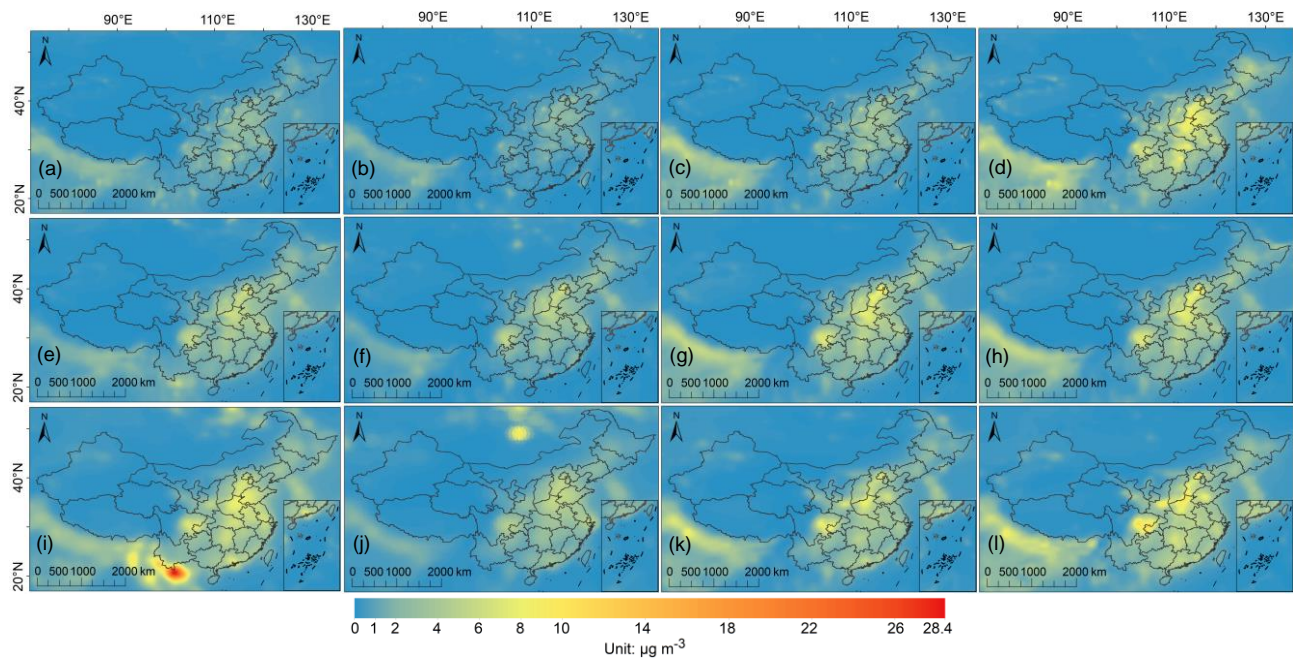 90°E 110°E 130°E 90°E 110°E 130°E 90°E 110°E 130°E 90°E 110°E 130°E
40°N
20°N
N N N N
(a) (b) (c) (d)
0 500 1000 2000 km 0 500 1000 2000 km 0 500 1000 2000 km 0 500 1000 2000 km
40°N
20°N
N N N N
(e) (f) (g) (h)
0 500 1000 2000 km 0 500 1000 2000 km 0 500 1000 2000 km 0 500 1000 2000 km
40°N
20°N
N N N N
(i) (j) (k) (l)
0 500 1000 2000 km 0 500 1000 2000 km 0 500 1000 2000 km 0 500 1000 2000 km
0 1 2 4 6 8 10 14 18 22 26 28.4
Unit: µg m⁻³